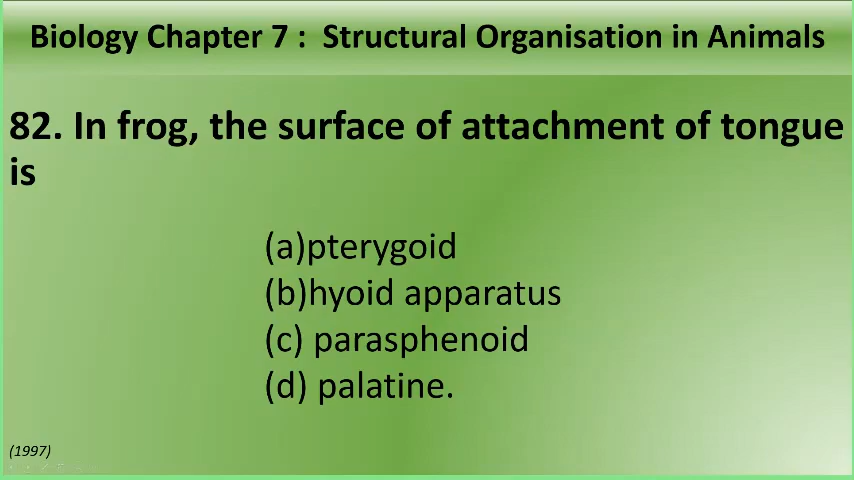 Biology Chapter 7 :  Structural Organisation in Animals
82. In frog, the surface of attachment of tongue
is
(a)pterygoid
(b)hyoid apparatus
(c) parasphenoid
(d) palatine.
(1997)